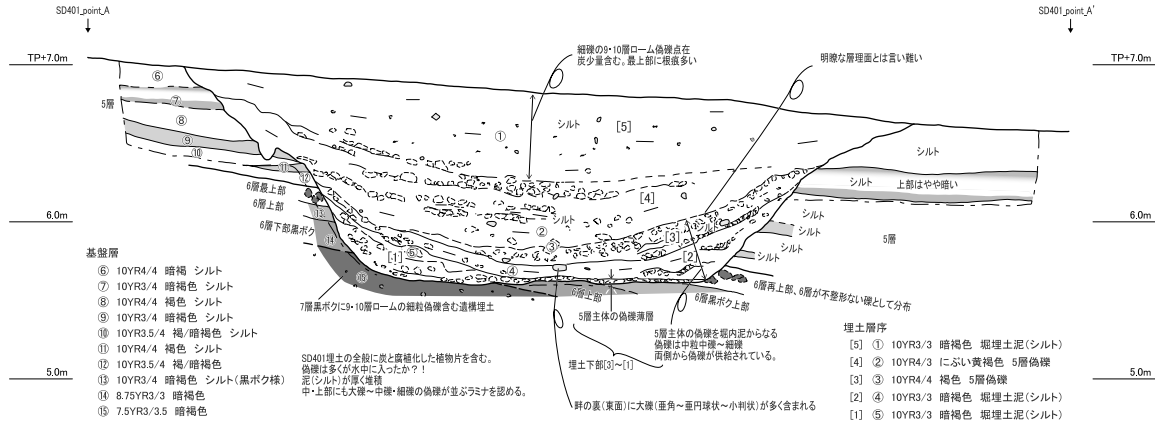 SD401_point_A
SD401_point_A'
TP+7.0m
TP+7.0m
6.0m
6.0m
5.0m
5.0m
細礫の9・10層ローム偽礫点在
炭少量含む。最上部に根痕多い
明瞭な層理面とは言い難い
⑥
5層
⑦
⑧
⑨
⑩
⑪
⑫
⑬
⑭
⑮
① シルト [5]
[4]
シルト
②
[3] シルト
③
[2]
[1] ⑤
④
シルト
シルト 上部はやや暗い
シルト
シルト
5層
6層最上部
6層上部
6層下部黒ボク
6層上部
6層黒ボク上部
6層再上部、6層が不整形ない礫として分布
7層黒ボクに9・10層ロームの細粒偽礫含む遺構埋土
5層主体の偽礫薄層
5層主体の偽礫を堀内泥からなる
偽礫は中粒中礫～細礫
両側から偽礫が供給されている。
埋土下部[3]～[1]
畔の裏(東面)に大礫(亜角～亜円球状～小判状)が多く含まれる
SD401埋土の全般に炭と腐植化した植物片を含む。
偽礫は多くが水中に入ったか？！
泥(シルト)が厚く堆積
中・上部にも大礫～中礫・細礫の偽礫が並ぶラミナを認める。
基盤層
⑥ 10YR4/4 暗褐 シルト
⑦ 10YR3/4 暗褐色 シルト
⑧ 10YR4/4 褐色 シルト
⑨ 10YR3/4 暗褐色 シルト
⑩ 10YR3.5/4 褐/暗褐色 シルト
⑪ 10YR4/4 褐色 シルト
⑫ 10YR3.5/4 褐/暗褐色
⑬ 10YR3/4 暗褐色 シルト(黒ボク様)
⑭ 8.75YR3/3 暗褐色
⑮ 7.5YR3/3.5 暗褐色
埋土層序
[5] ① 10YR3/3 暗褐色 堀埋土泥(シルト)
[4] ② 10YR4/3 にぶい黄褐色 5層偽礫
[3] ③ 10YR4/4 褐色 5層偽礫
[2] ④ 10YR3/3 暗褐色 堀埋土泥(シルト)
[1] ⑤ 10YR3/3 暗褐色 堀埋土泥(シルト)